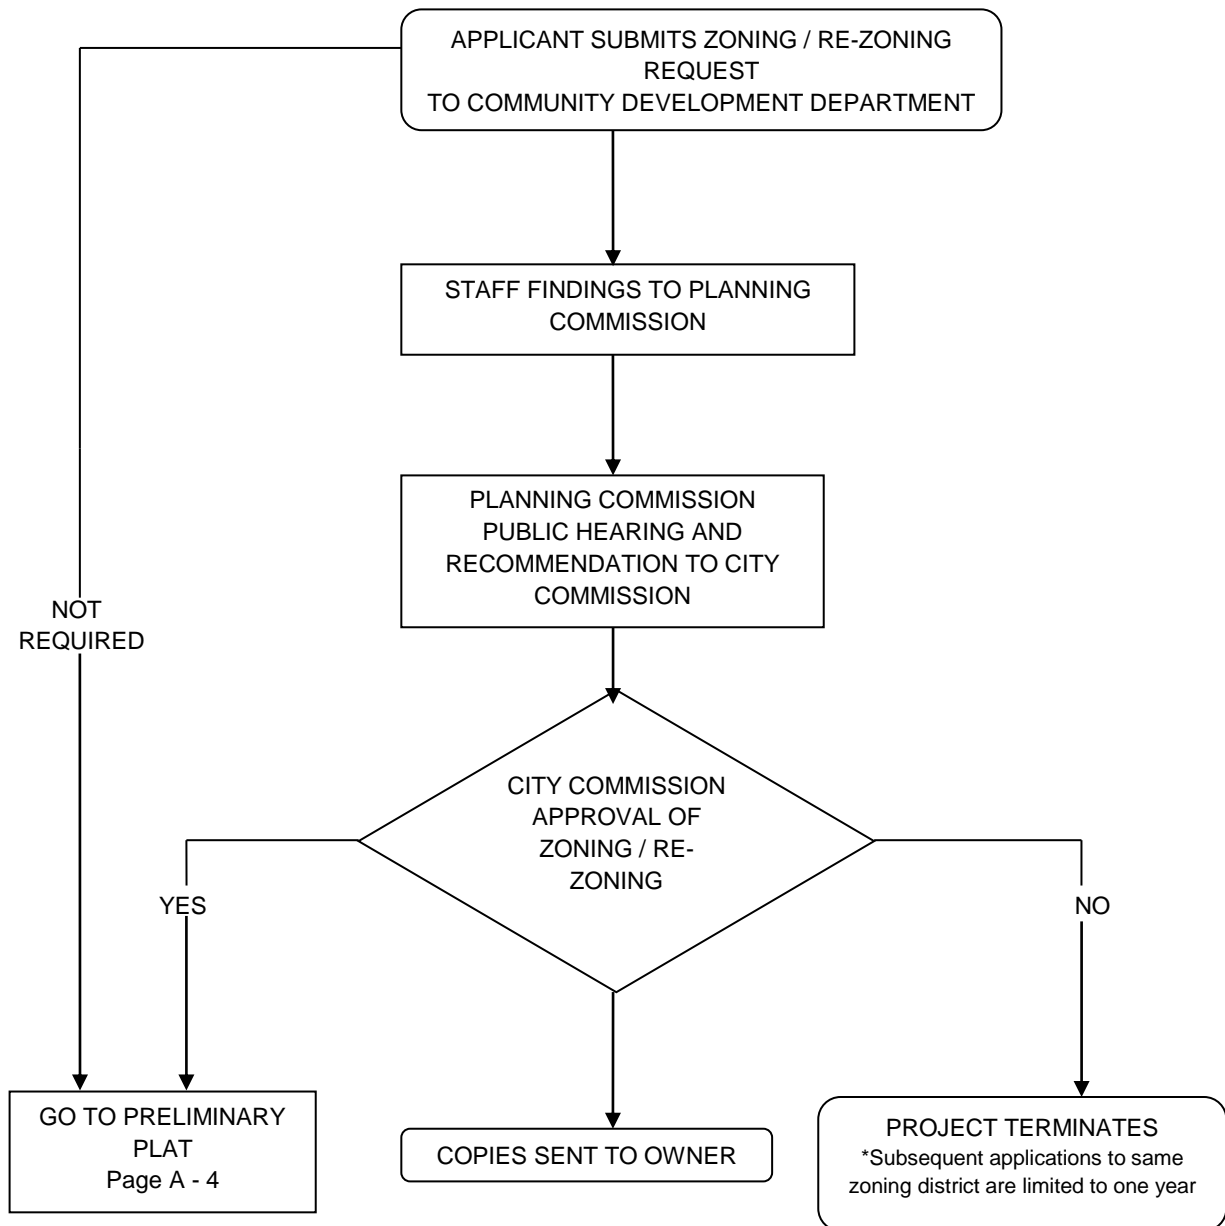 APPLICANT SUBMITS ZONING / RE-ZONING
REQUEST
TO COMMUNITY DEVELOPMENT DEPARTMENT
STAFF FINDINGS TO PLANNING
COMMISSION
PLANNING COMMISSION
PUBLIC HEARING AND
RECOMMENDATION TO CITY
COMMISSION
NOT
REQUIRED
CITY COMMISSION
APPROVAL OF
ZONING / RE-
ZONING
YES
NO
GO TO PRELIMINARY
PLAT
Page A - 4
COPIES SENT TO OWNER
PROJECT TERMINATES
*Subsequent applications to same
zoning district are limited to one year